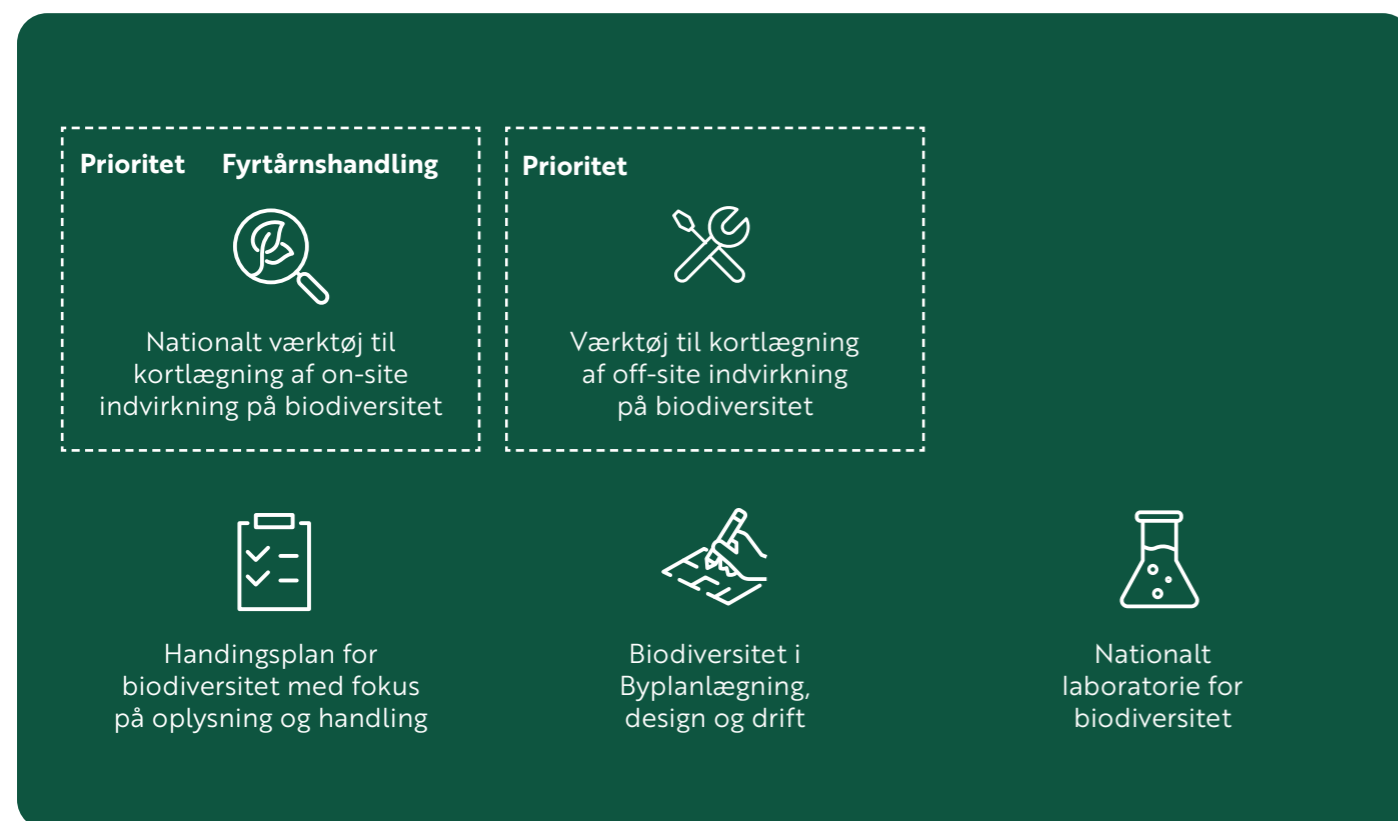 Prioritet Fyrtårnshandling
Nationalt værktøj til
kortlægning af on-site
indvirkning på biodiversitet
Prioritet
Værktøj til kortlægning
af off-site indvirkning
på biodiversitet
Handingsplan for
biodiversitet med fokus
på oplysning og handling
Biodiversitet i
Byplanlægning,
design og drift
Nationalt
laboratorie for
biodiversitet